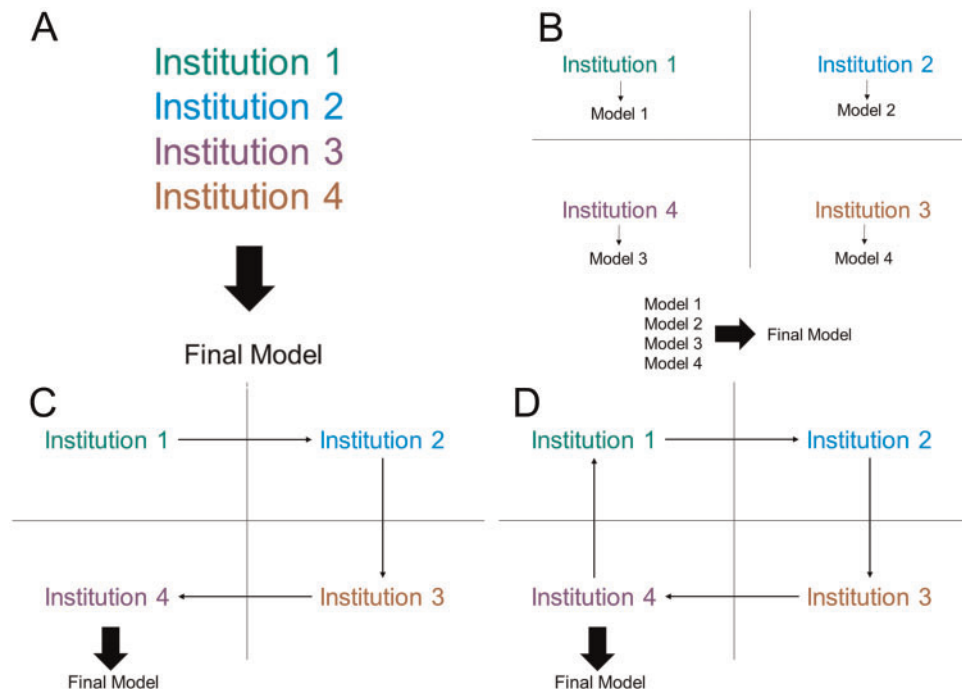 A
Institution 1
Institution 2
Institution 3
Institution 4
Final Model
B
Institution 1
Institution 2
Model 1
Model 2
Institution 4
Institution 3
Model 3
Model 4
Model 1
Model 2
Model 3
Model 4
Final Model
C
Institution 1
Institution 2
Institution 4
Institution 3
Final Model
D
Institution 1
Institution 2
Institution 4
Institution 3
Final Model